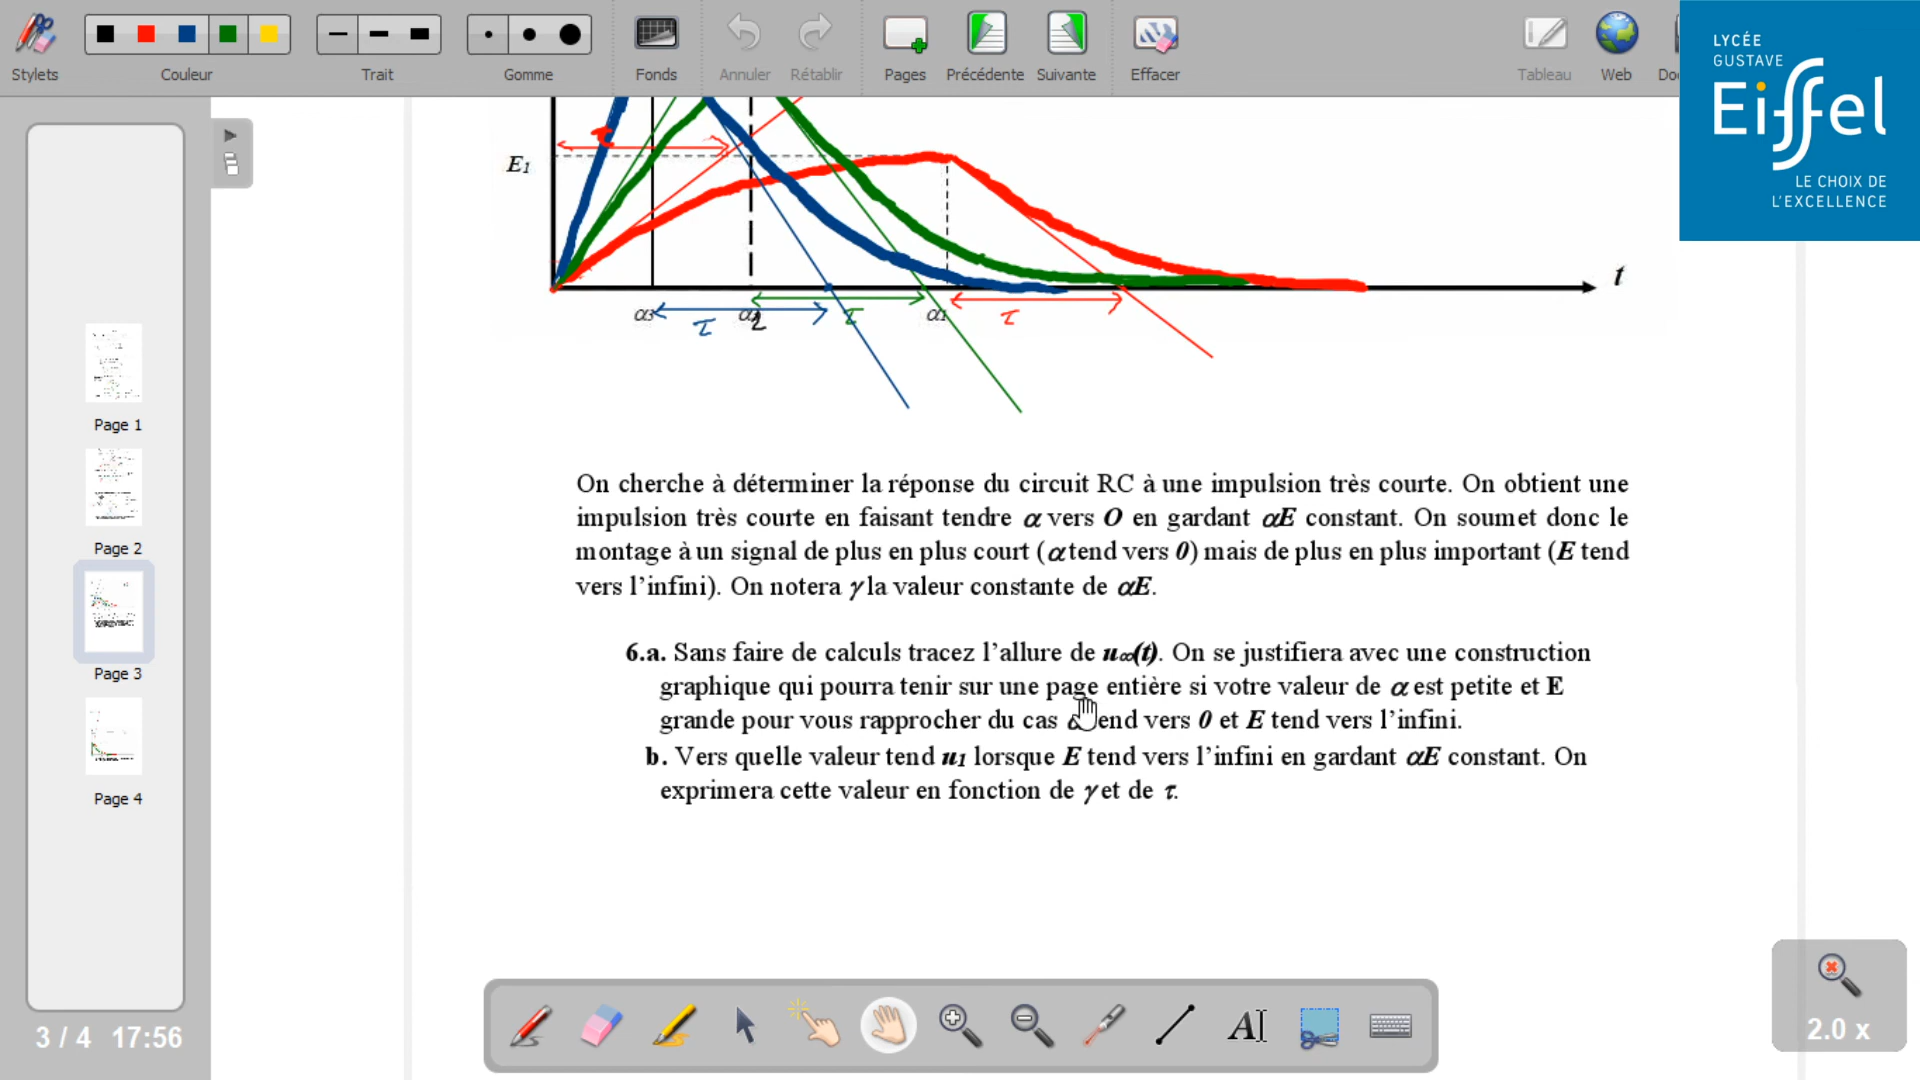 Stylets
Couleur
Trait
Gomme
Fonds
Annuler
Rétablir
Pages
Précédente
Suivante
Effacer
Tableau
Web
LYCÉE
GUSTAVE
Eiffel
LE CHOIX DE
L'EXCELLENCE
τ
E1
t
α3
τ
2
τ
α1
τ
On cherche à déterminer la réponse du circuit RC à une impulsion très courte. On obtient une
impulsion très courte en faisant tendre α vers O en gardant αE constant. On soumet donc le
montage à un signal de plus en plus court (α tend vers 0) mais de plus en plus important (E tend
vers l'infini). On notera γ la valeur constante de αE.
6.a. Sans faire de calculs tracez l'allure de u∞(t). On se justifiera avec une construction
graphique qui pourra tenir sur une page entière si votre valeur de α est petite et E
grande pour vous rapprocher du cas end vers 0 et E tend vers l'infini.
b. Vers quelle valeur tend u1 lorsque E tend vers l'infini en gardant αE constant. On
exprimera cette valeur en fonction de γ et de τ.
Page 1
Page 2
Page 3
Page 4
3 / 4 17:56
AI
2.0 x